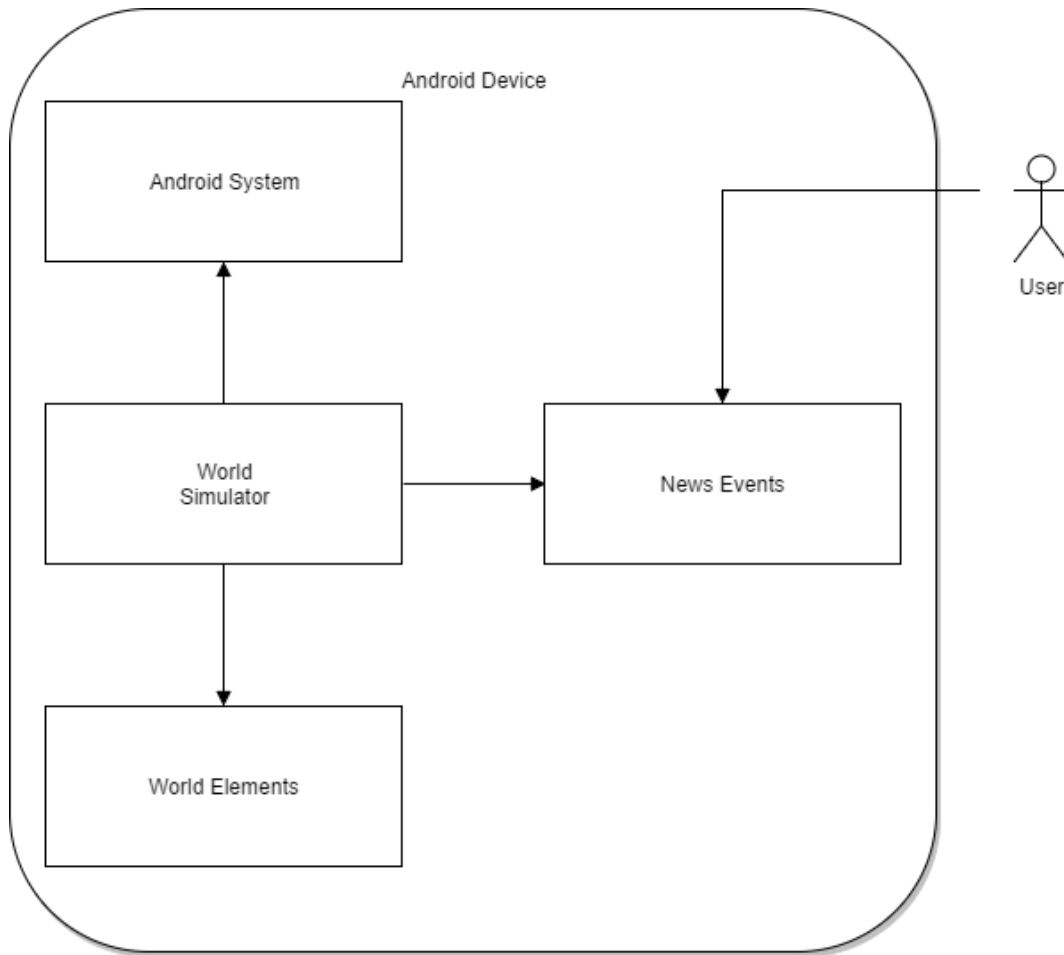 Android Device
Android System
World
Simulator
News Events
World Elements
User